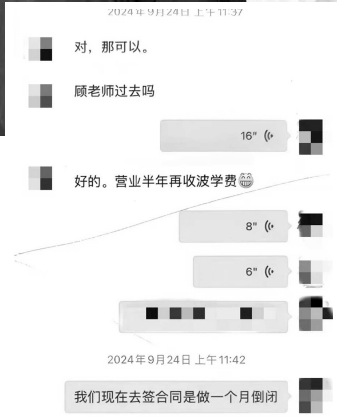 2024年9月24日 上午11:37
对，那可以。
顾老师过去吗
16"
好的。营业半年再收波学费😁
8"
6"
2024年9月24日 上午11:42
我们现在去签合同是做一个月倒闭